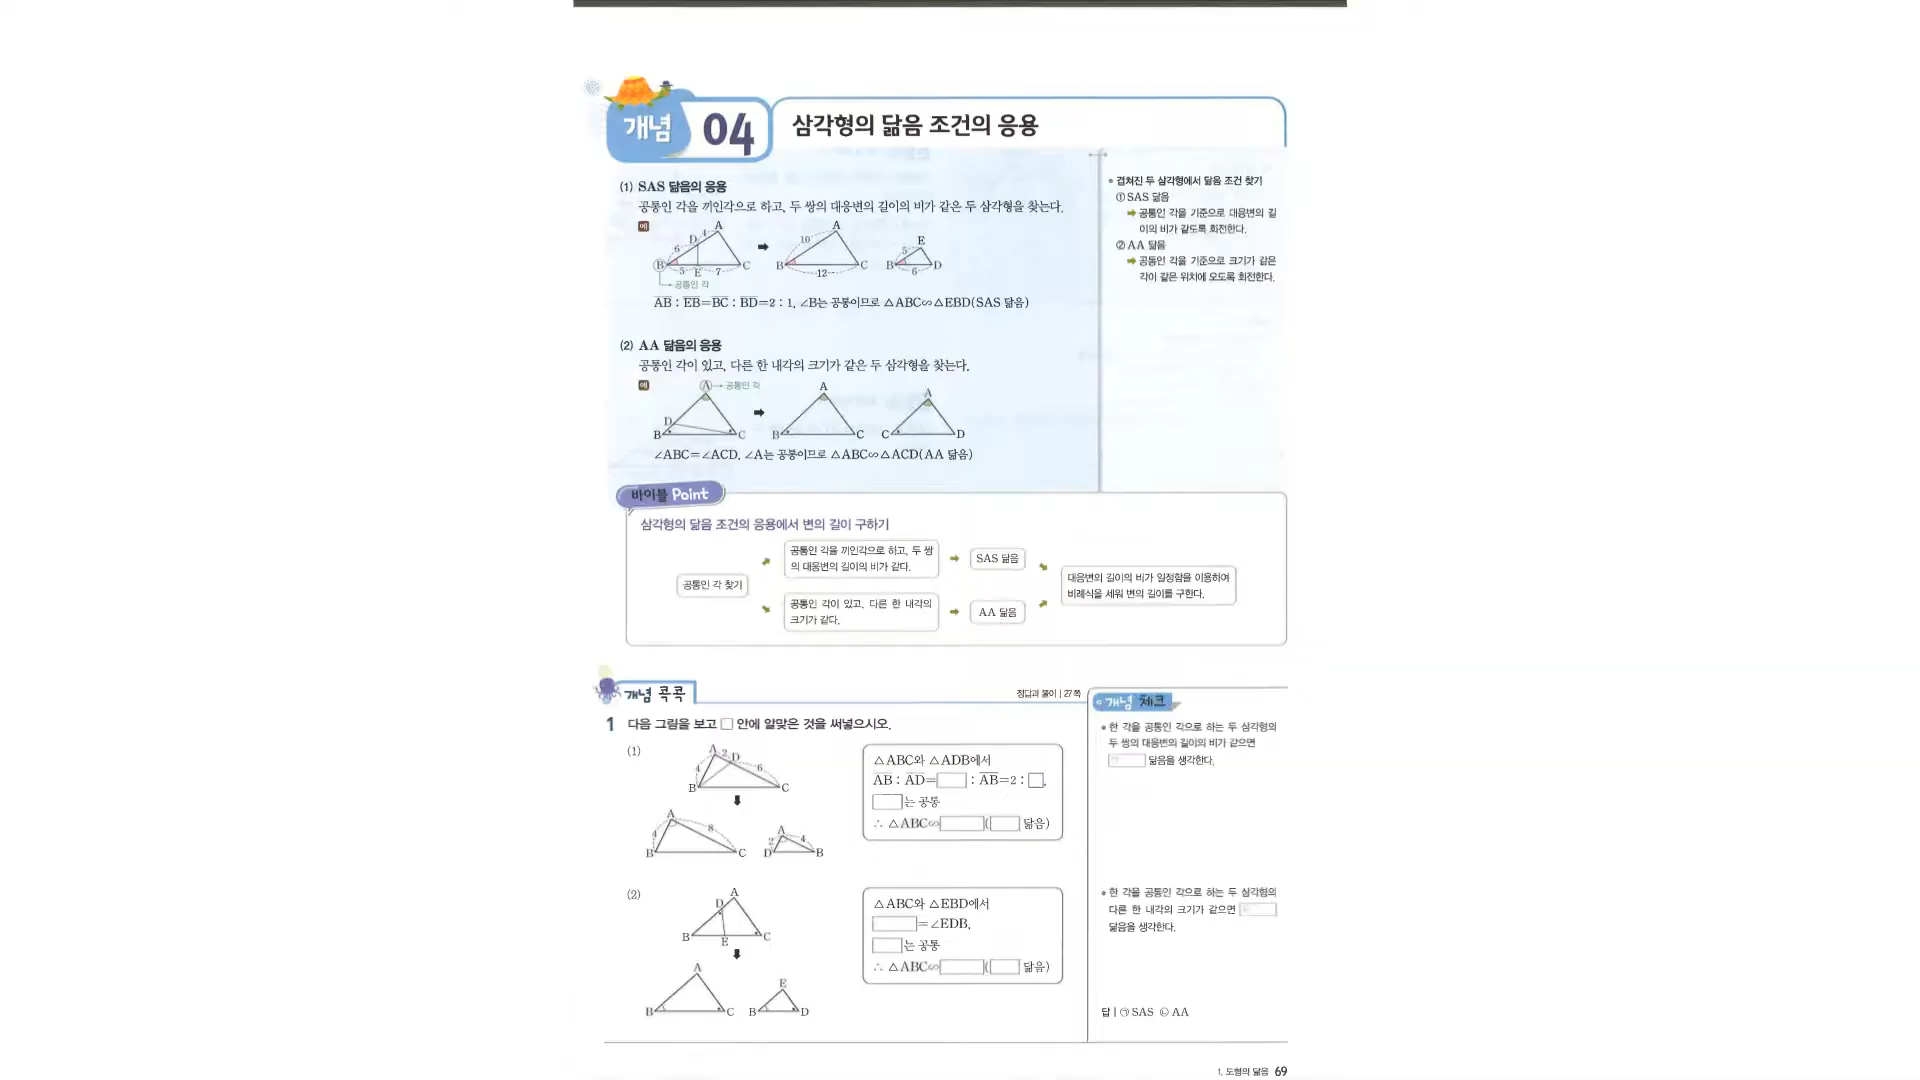 개념 04 삼각형의 닮음 조건의 응용
(1) SAS 닮음의 응용
공통인 각을 끼인각으로 하고, 두 쌍의 대응변의 길이의 비가 같은 두 삼각형을 찾는다.
예
A
D 4
6
B 5 E 7 C
공통인 각
A
10
B 12 C
E
5
B 6 D
AB : EB=BC : BD=2 : 1, ∠B는 공통이므로 △ABC∽△EBD(SAS 닮음)
(2) AA 닮음의 응용
공통인 각이 있고, 다른 한 내각의 크기가 같은 두 삼각형을 찾는다.
예
A 공통인 각
D
B C
A
B C
A
C D
∠ABC=∠ACD, ∠A는 공통이므로 △ABC∽△ACD(AA 닮음)
겹쳐진 두 삼각형에서 닮음 조건 찾기
① SAS 닮음
공통인 각을 기준으로 대응변의 길
이의 비가 같도록 회전한다.
② AA 닮음
공통인 각을 기준으로 크기가 같은
각이 같은 위치에 오도록 회전한다.
바이블 Point
삼각형의 닮음 조건의 응용에서 변의 길이 구하기
공통인 각 찾기
공통인 각을 끼인각으로 하고, 두 쌍
의 대응변의 길이의 비가 같다.
SAS 닮음
공통인 각이 있고, 다른 한 내각의
크기가 같다.
AA 닮음
대응변의 길이의 비가 일정함을 이용하여
비례식을 세워 변의 길이를 구한다.
개념 콕콕
정답과 풀이 | 27쪽
1 다음 그림을 보고 □ 안에 알맞은 것을 써넣으시오.
(1)
A 2 D
4 6
B C
A
4 8
B C
A
2 4
D B
△ABC와 △ADB에서
AB : AD=□ : AB=2 : □,
□는 공통
∴ △ABC∽□(□ 닮음)
(2)
A
D
B E C
A
B C
E
B D
△ABC와 △EBD에서
□=∠EDB,
□는 공통
∴ △ABC∽□(□ 닮음)
개념 체크
한 각을 공통인 각으로 하는 두 삼각형의
두 쌍의 대응변의 길이의 비가 같으면
㉠ 닮음을 생각한다.
한 각을 공통인 각으로 하는 두 삼각형의
다른 한 내각의 크기가 같으면 ㉡
닮음을 생각한다.
답 | ㉠ SAS ㉡ AA
1. 도형의 닮음 69